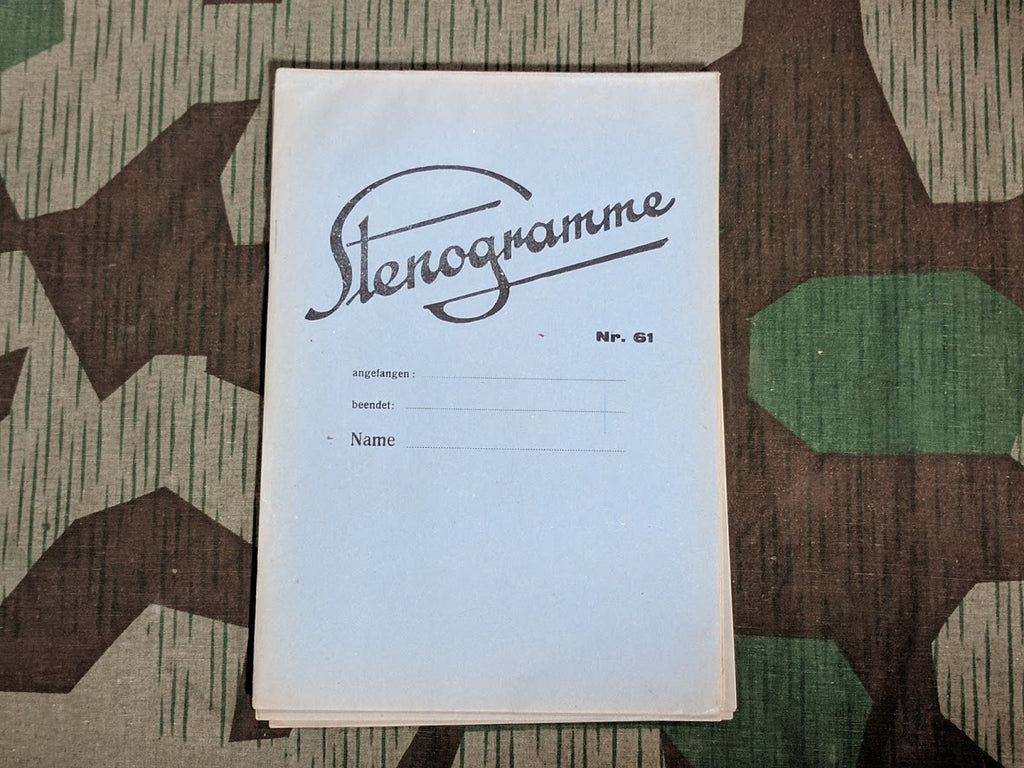 Stenogramme
Nr. 61
angefangen:
beendet:
Name